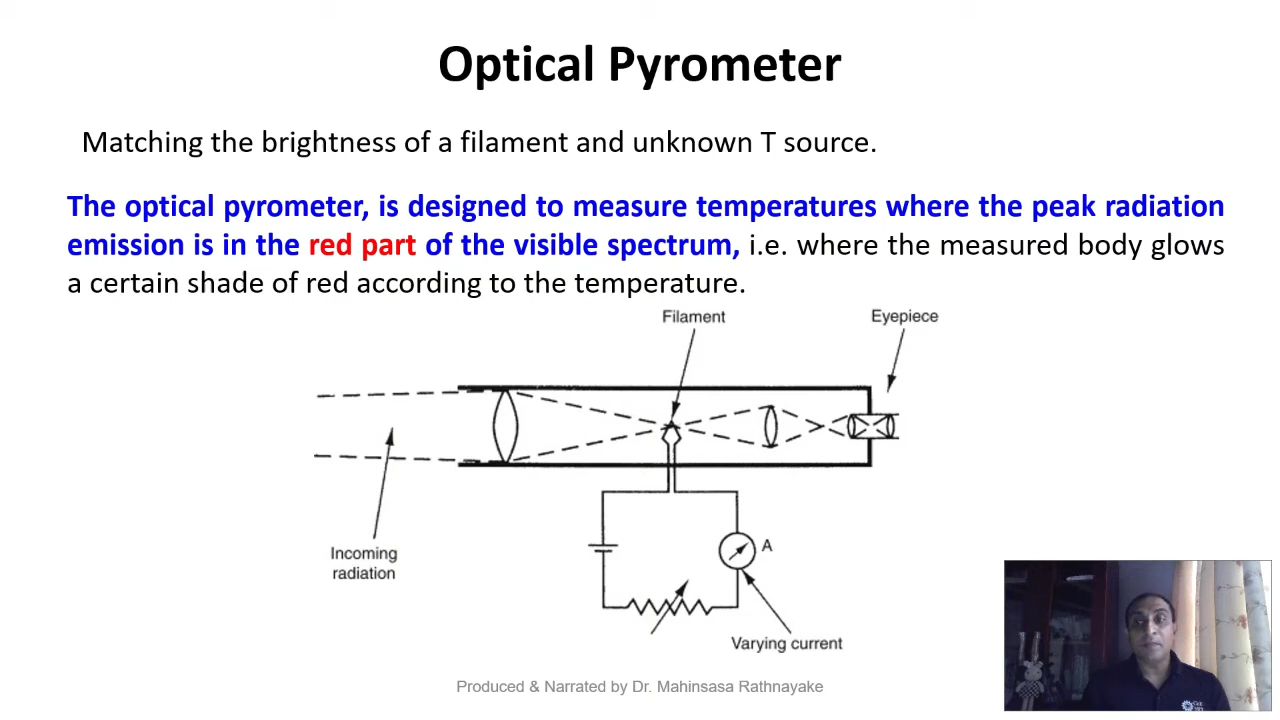 Optical Pyrometer
Matching the brightness of a filament and unknown T source.
The optical pyrometer, is designed to measure temperatures where the peak radiation
emission is in the red part of the visible spectrum, i.e. where the measured body glows
a certain shade of red according to the temperature.
Filament
Eyepiece
Incoming
radiation
A
Varying current
Produced & Narrated by Dr. Mahinsasa Rathnayake